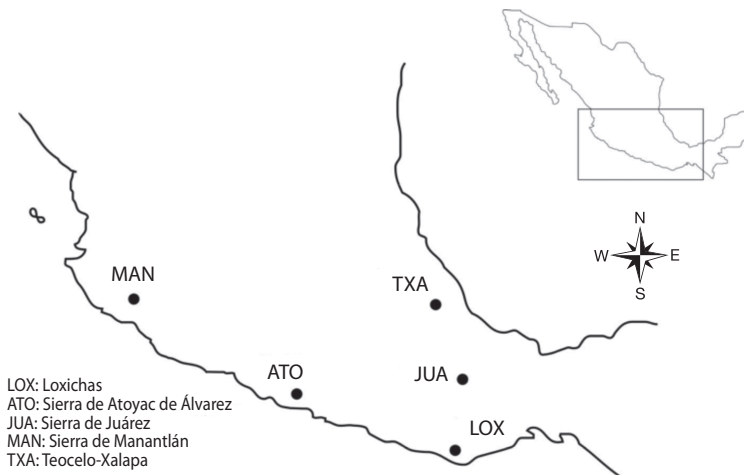 N
W E
S
MAN
TXA
ATO
JUA
LOX
LOX: Loxichas
ATO: Sierra de Atoyac de Álvarez
JUA: Sierra de Juárez
MAN: Sierra de Manantlán
TXA: Teocelo-Xalapa